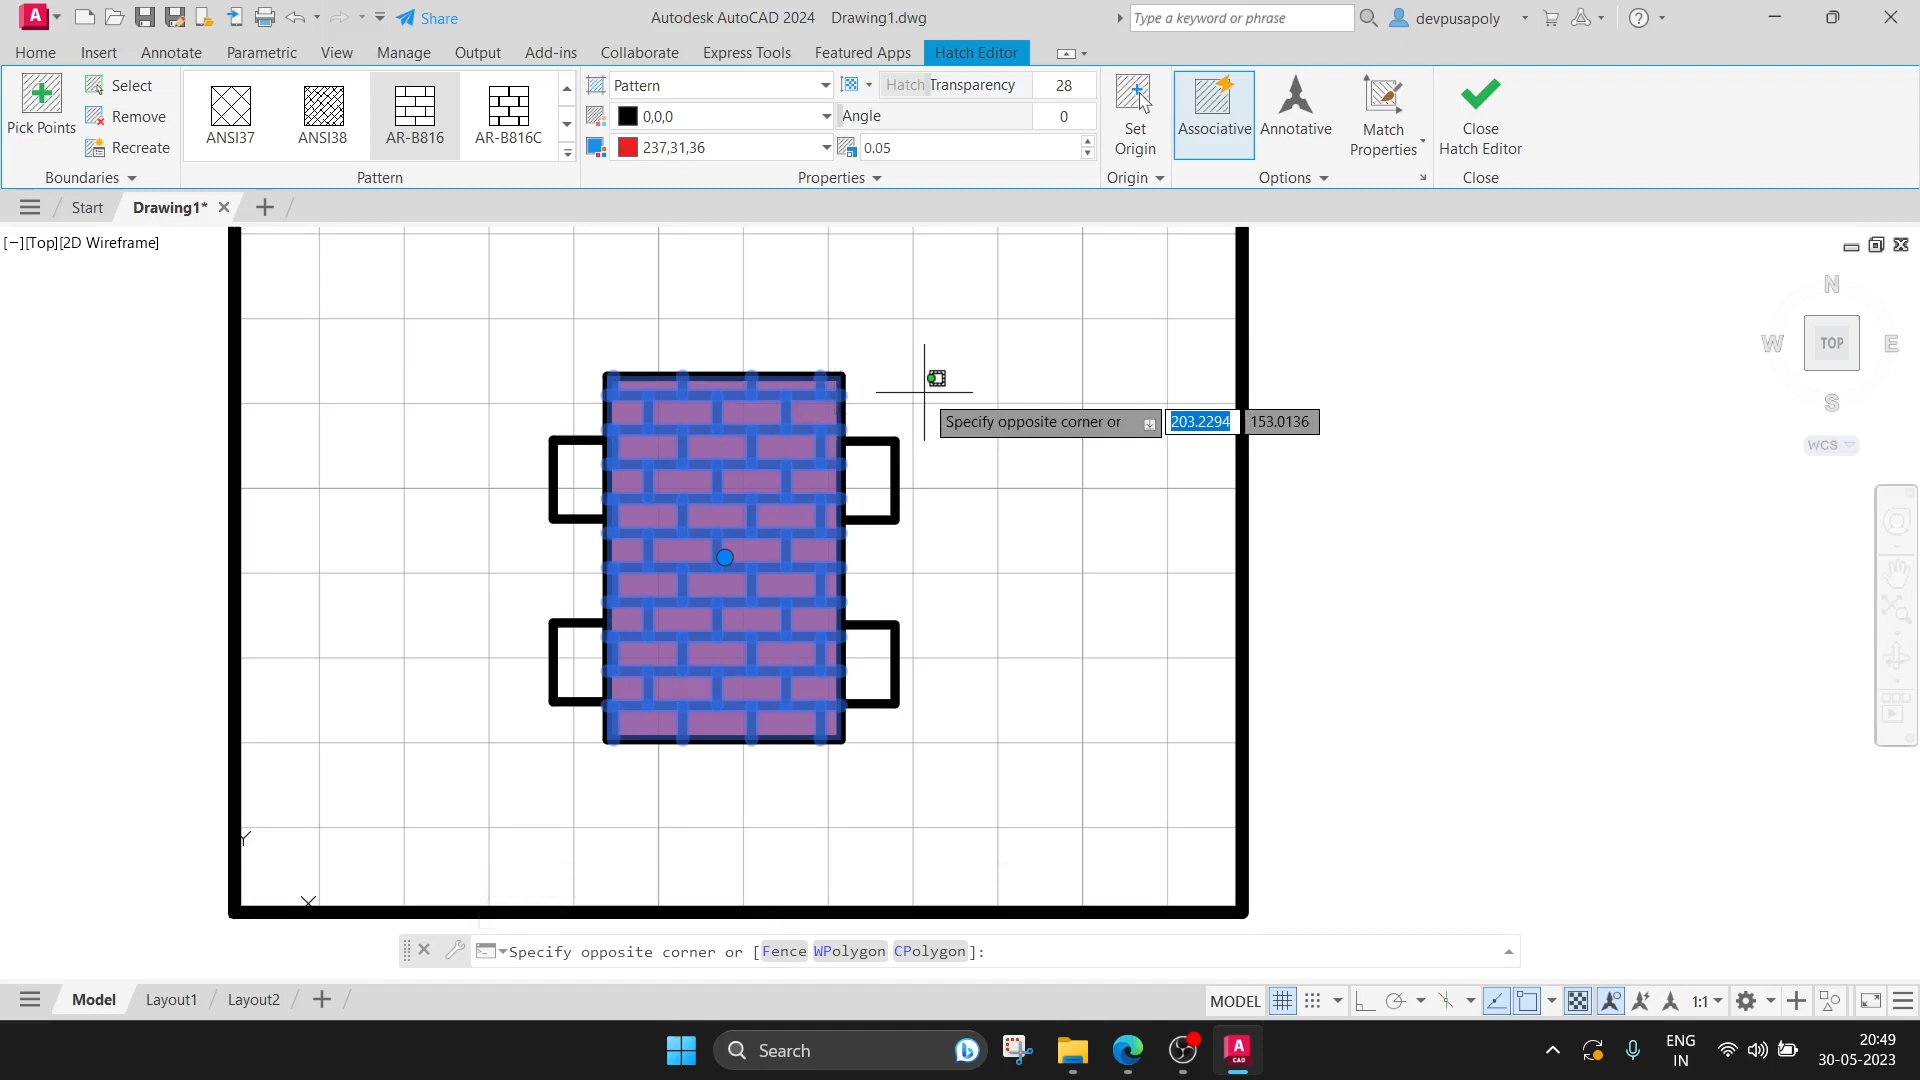 A
Share
Autodesk AutoCAD 2024 Drawing1.dwg
Type a keyword or phrase
devpusapoly
Home Insert Annotate Parametric View Manage Output Add-ins Collaborate Express Tools Featured Apps Hatch Editor
Pick Points
Select
Remove
Recreate
Boundaries
ANSI37
ANSI38
AR-B816
AR-B816C
Pattern
Pattern
0,0,0
237,31,36
Hatch Transparency 28
Angle 0
0.05
Properties
Set
Origin
Origin
Associative
Annotative
Match
Properties
Options
Close
Hatch Editor
Close
Start
Drawing1*
[−][Top][2D Wireframe]
N
W
TOP
E
S
WCS
Specify opposite corner or 203.2294 153.0136
Y
X
Specify opposite corner or [Fence WPolygon CPolygon]:
Model Layout1 Layout2
MODEL
1:1
Search
A
CAD
ENG
IN
20:49
30-05-2023